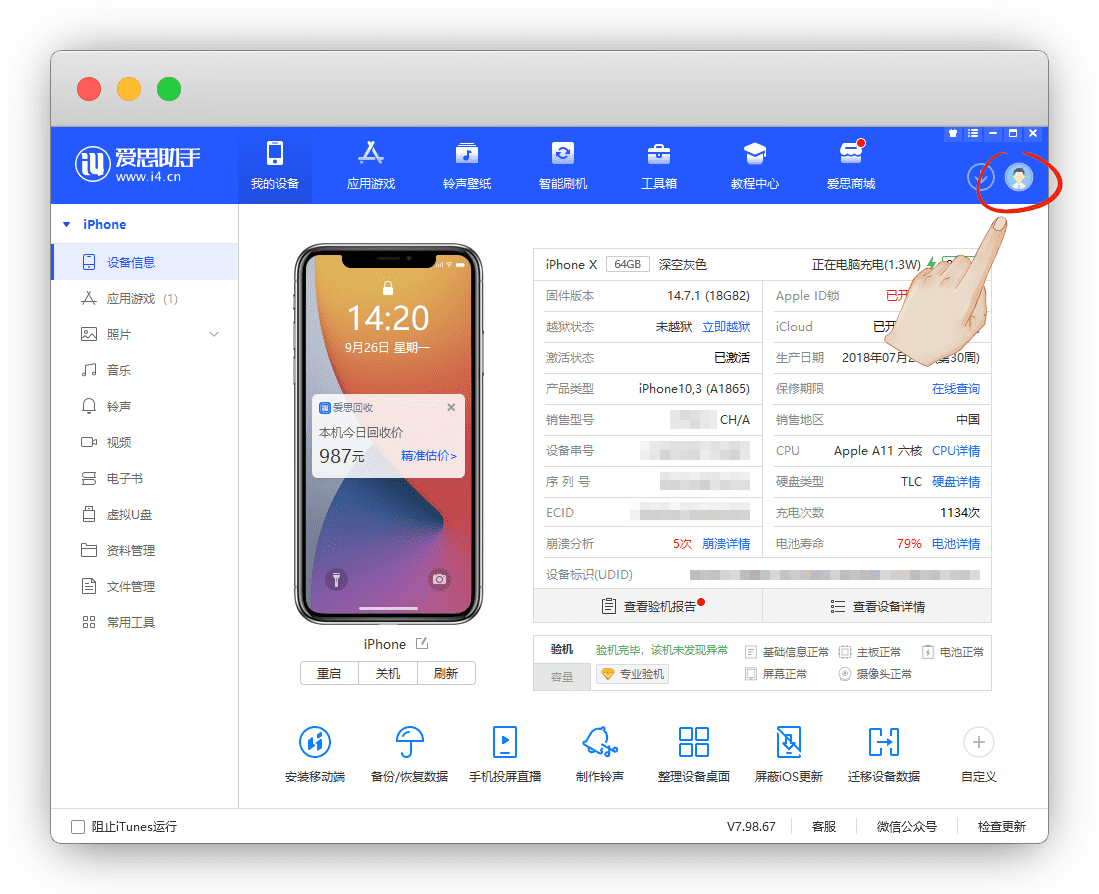 爱思助手
www.i4.cn
我的设备
应用游戏
铃声壁纸
智能刷机
工具箱
教程中心
爱思商城
iPhone
设备信息
应用游戏 (1)
照片
音乐
铃声
视频
电子书
虚拟U盘
资料管理
文件管理
常用工具
14:20
9月26日 星期一
爱思回收
本机今日回收价
987元 精准估价>
iPhone
重启 关机 刷新
iPhone X 64GB 深空灰色 正在电脑充电(1.3W)
固件版本 14.7.1 (18G82) Apple ID锁
越狱状态 未越狱 立即越狱 iCloud
激活状态 已激活 生产日期 2018年07月
产品类型 iPhone10,3 (A1865) 保修期限 在线查询
销售型号 CH/A 销售地区 中国
设备串号 CPU Apple A11 六核 CPU详情
序 列 号 硬盘类型 TLC 硬盘详情
ECID 充电次数 1134次
崩溃分析 5次 崩溃详情 电池寿命 79% 电池详情
设备标识(UDID)
查看验机报告 查看设备详情
验机 验机完毕，该机未发现异常 基础信息正常 主板正常 电池正常
容量 专业验机 屏幕正常 摄像头正常
安装移动端 备份/恢复数据 手机投屏直播 制作铃声 整理设备桌面 屏蔽iOS更新 迁移设备数据 自定义
阻止iTunes运行 V7.98.67 客服 微信公众号 检查更新